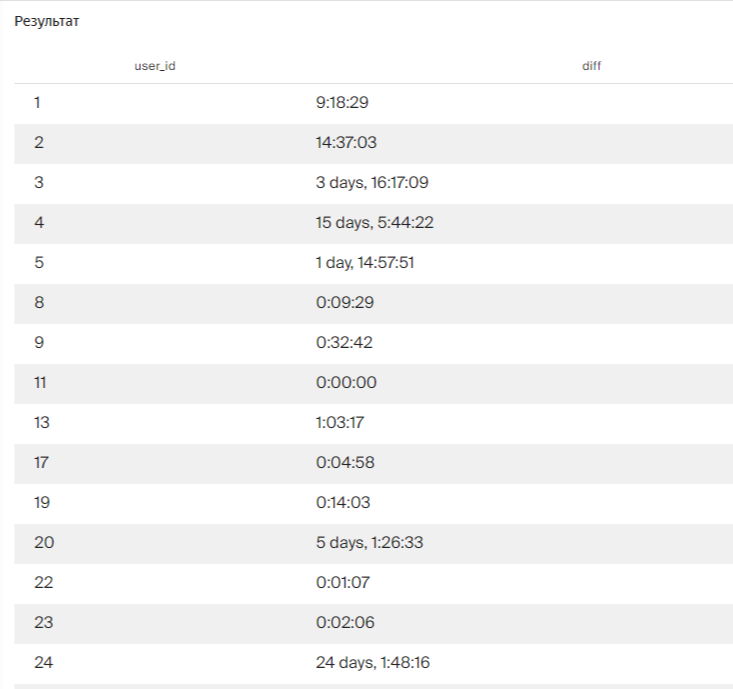 Результат
user_id diff
1 9:18:29
2 14:37:03
3 3 days, 16:17:09
4 15 days, 5:44:22
5 1 day, 14:57:51
8 0:09:29
9 0:32:42
11 0:00:00
13 1:03:17
17 0:04:58
19 0:14:03
20 5 days, 1:26:33
22 0:01:07
23 0:02:06
24 24 days, 1:48:16